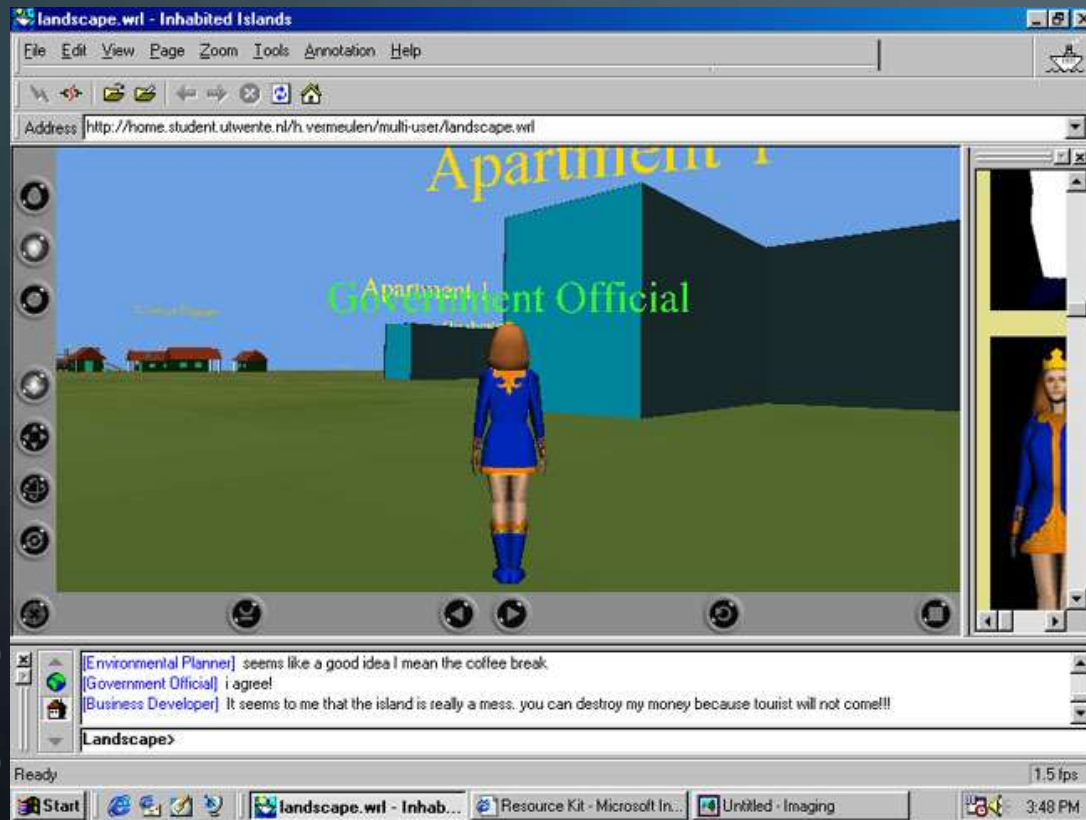 landscape.wrl - Inhabited Islands
File Edit View Page Zoom Tools Annotation Help
Address http://home.student.utwente.nl/h.vermeulen/multi-user/landscape.wrl
Apartment 1
Apartment 1
Government Official
[Environmental Planner] seems like a good idea I mean the coffee break
[Government Official] i agree!
[Business Developer] It seems to me that the island is really a mess. you can destroy my money because tourist will not come!!!
Landscape>
Ready 1.5 fps
Start landscape.wrl - Inhab... Resource Kit - Microsoft In... Untitled - Imaging 3:48 PM